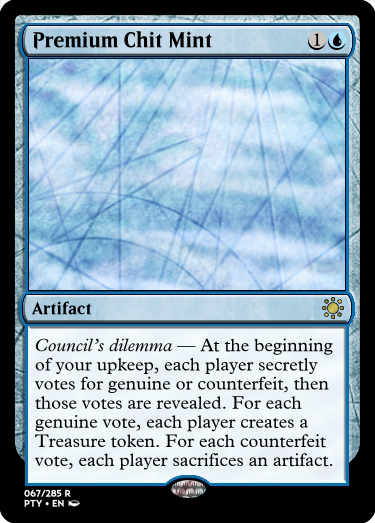 Premium Chit Mint 1
Artifact
Council's dilemma — At the beginning
of your upkeep, each player secretly
votes for genuine or counterfeit, then
those votes are revealed. For each
genuine vote, each player creates a
Treasure token. For each counterfeit
vote, each player sacrifices an artifact.
067/285 R
PTY • EN